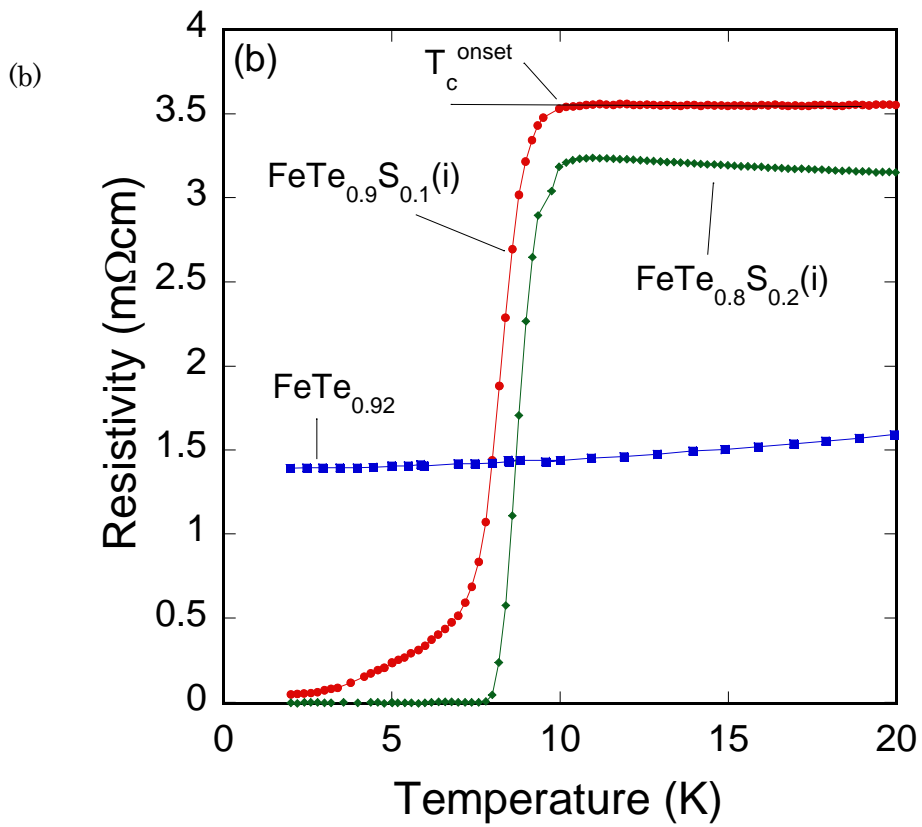 (b)
(b)
T_c^onset
FeTe_0.9S_0.1(i)
FeTe_0.8S_0.2(i)
FeTe_0.92
Resistivity (mΩcm)
4
3.5
3
2.5
2
1.5
1
0.5
0
0 5 10 15 20
Temperature (K)